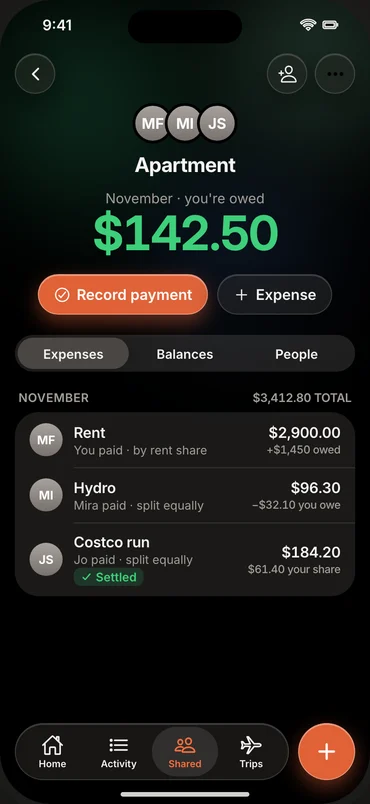 9:41
MF MI JS
Apartment
November · you're owed
$142.50
Record payment
+ Expense
Expenses Balances People
NOVEMBER $3,412.80 TOTAL
MF Rent $2,900.00
You paid · by rent share +$1,450 owed
MI Hydro $96.30
Mira paid · split equally −$32.10 you owe
Costco run $184.20
JS Jo paid · split equally $61.40 your share
Settled
Home Activity Shared Trips